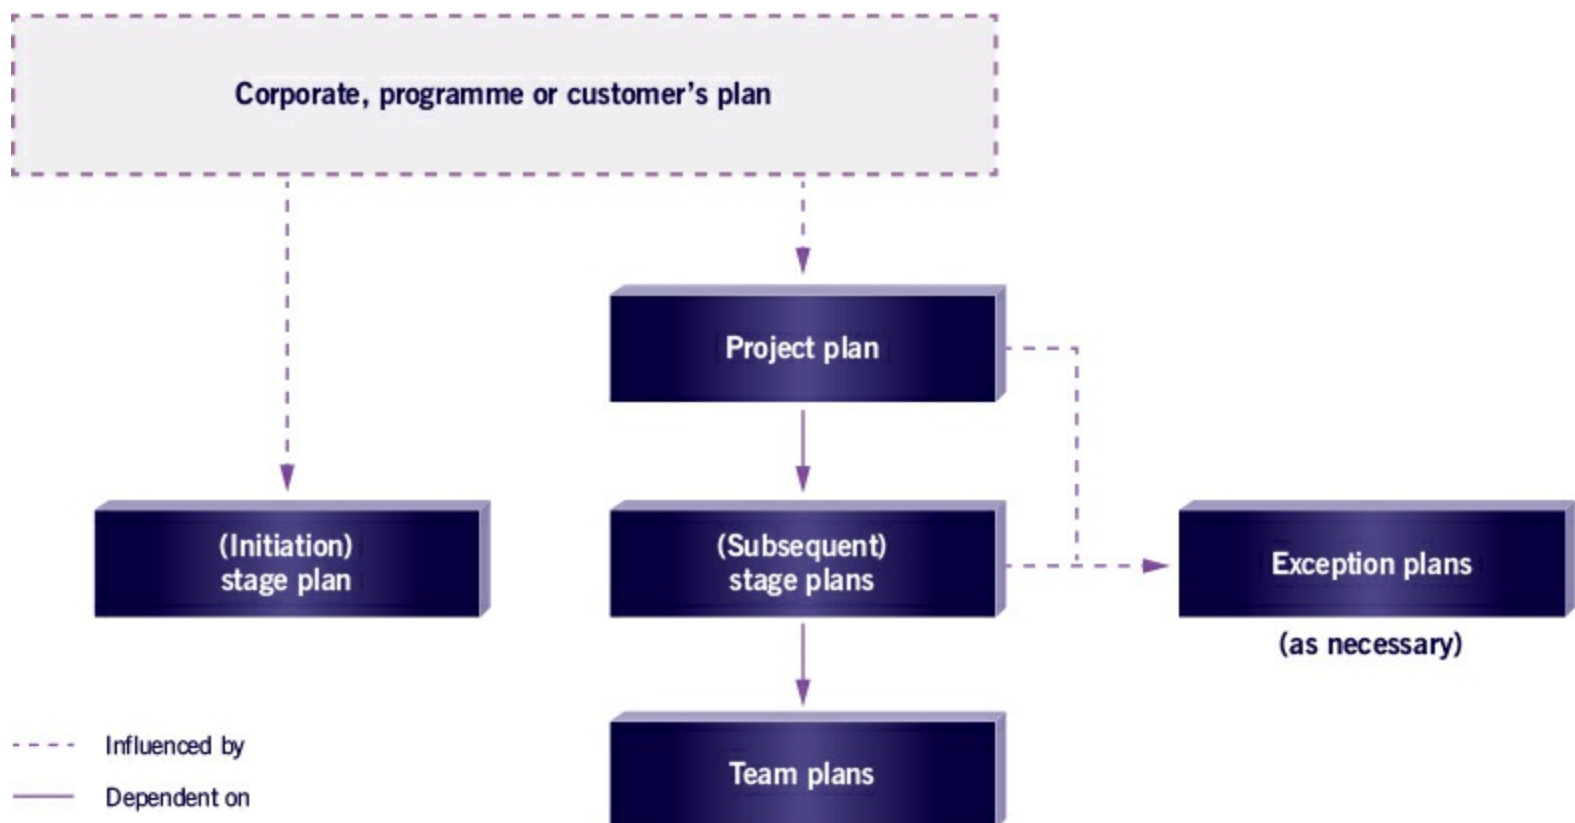 Corporate, programme or customer’s plan
Project plan
(Initiation)
stage plan
(Subsequent)
stage plans
Exception plans
(as necessary)
Team plans
Influenced by
Dependent on